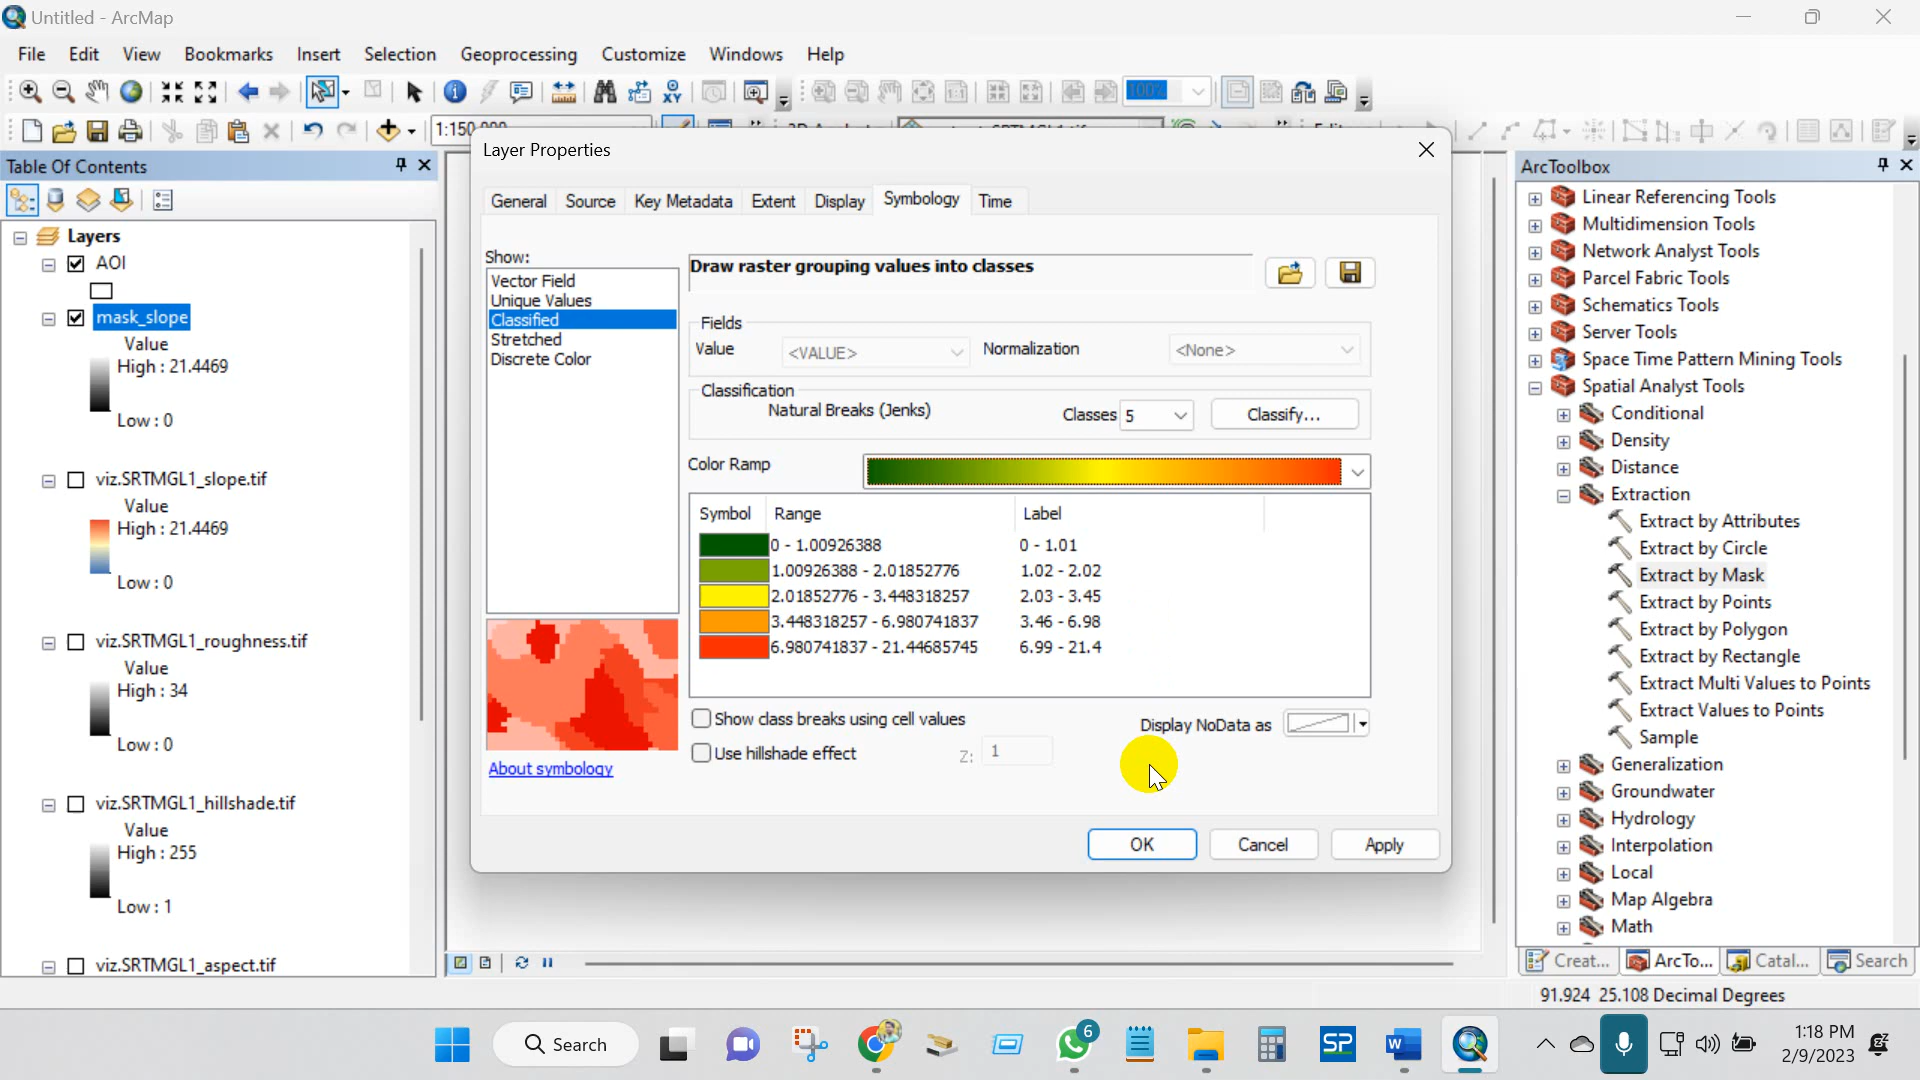 Untitled - ArcMap
File Edit View Bookmarks Insert Selection Geoprocessing Customize Windows Help
100%
Table Of Contents
Layers
AOI
mask_slope
Value
High : 21.4469
Low : 0
viz.SRTMGL1_slope.tif
Value
High : 21.4469
Low : 0
viz.SRTMGL1_roughness.tif
Value
High : 34
Low : 0
viz.SRTMGL1_hillshade.tif
Value
High : 255
Low : 1
viz.SRTMGL1_aspect.tif
Layer Properties
General Source Key Metadata Extent Display Symbology Time
Show:
Vector Field
Unique Values
Classified
Stretched
Discrete Color
About symbology
Draw raster grouping values into classes
Fields
Value <VALUE> Normalization <None>
Classification
Natural Breaks (Jenks) Classes 5 Classify...
Color Ramp
Symbol Range Label
0 - 1.00926388 0 - 1.01
1.00926388 - 2.01852776 1.02 - 2.02
2.01852776 - 3.448318257 2.03 - 3.45
3.448318257 - 6.980741837 3.46 - 6.98
6.980741837 - 21.44685745 6.99 - 21.4
Show class breaks using cell values Display NoData as
Use hillshade effect Z: 1
OK Cancel Apply
ArcToolbox
Linear Referencing Tools
Multidimension Tools
Network Analyst Tools
Parcel Fabric Tools
Schematics Tools
Server Tools
Space Time Pattern Mining Tools
Spatial Analyst Tools
Conditional
Density
Distance
Extraction
Extract by Attributes
Extract by Circle
Extract by Mask
Extract by Points
Extract by Polygon
Extract by Rectangle
Extract Multi Values to Points
Extract Values to Points
Sample
Generalization
Groundwater
Hydrology
Interpolation
Local
Map Algebra
Math
Creat... ArcTo... Catal... Search
91.924 25.108 Decimal Degrees
Search
6
SP
W
1:18 PM
2/9/2023